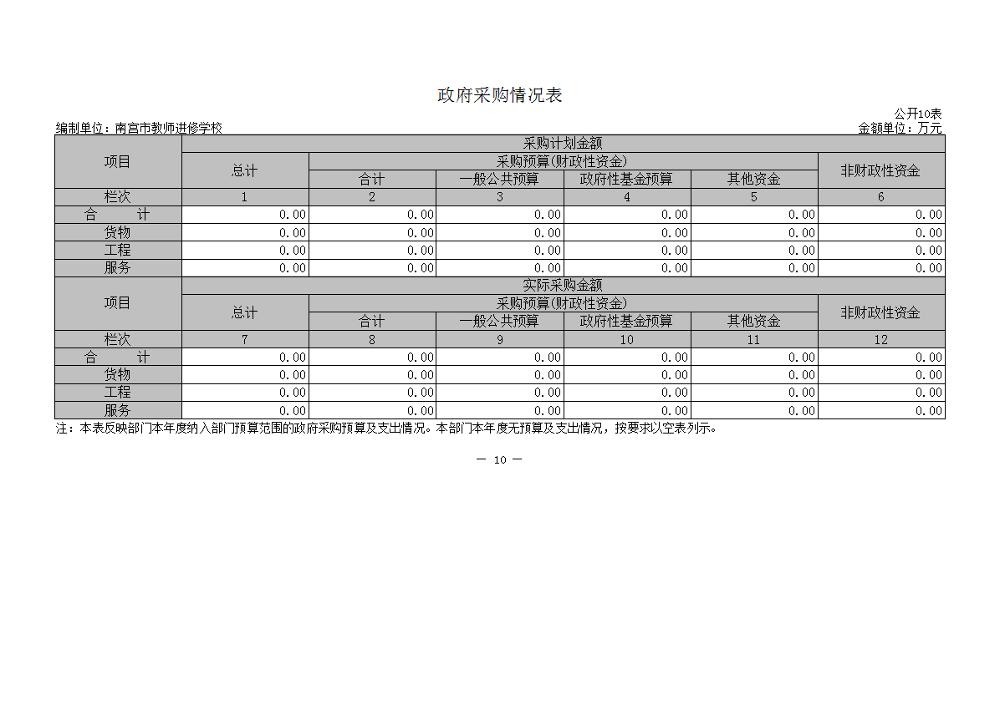 政府采购情况表
公开10表
编制单位：南宫市教师进修学校 金额单位：万元
项目 采购计划金额
总计 采购预算(财政性资金) 非财政性资金
合计 一般公共预算 政府性基金预算 其他资金
栏次 1 2 3 4 5 6
合 计 0.00 0.00 0.00 0.00 0.00 0.00
货物 0.00 0.00 0.00 0.00 0.00 0.00
工程 0.00 0.00 0.00 0.00 0.00 0.00
服务 0.00 0.00 0.00 0.00 0.00 0.00
项目 实际采购金额
总计 采购预算(财政性资金) 非财政性资金
合计 一般公共预算 政府性基金预算 其他资金
栏次 7 8 9 10 11 12
合 计 0.00 0.00 0.00 0.00 0.00 0.00
货物 0.00 0.00 0.00 0.00 0.00 0.00
工程 0.00 0.00 0.00 0.00 0.00 0.00
服务 0.00 0.00 0.00 0.00 0.00 0.00
注：本表反映部门本年度纳入部门预算范围的政府采购预算及支出情况。本部门本年度无预算及支出情况，按要求以空表列示。
— 10 —